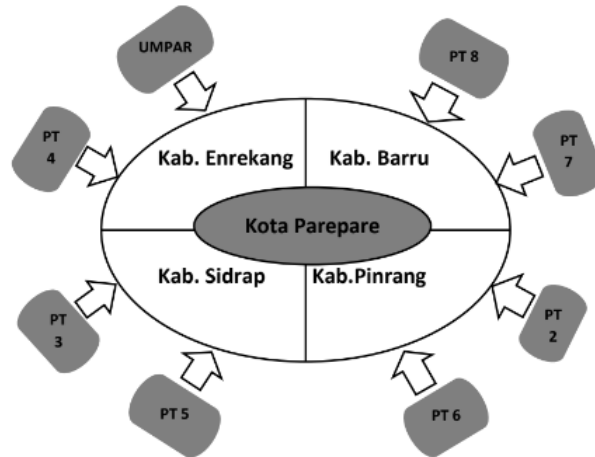 UMPAR
PT 8
PT
4
Kab. Enrekang
Kab. Barru
PT
7
Kota Parepare
Kab. Sidrap
Kab.Pinrang
PT
3
PT
2
PT 5
PT 6